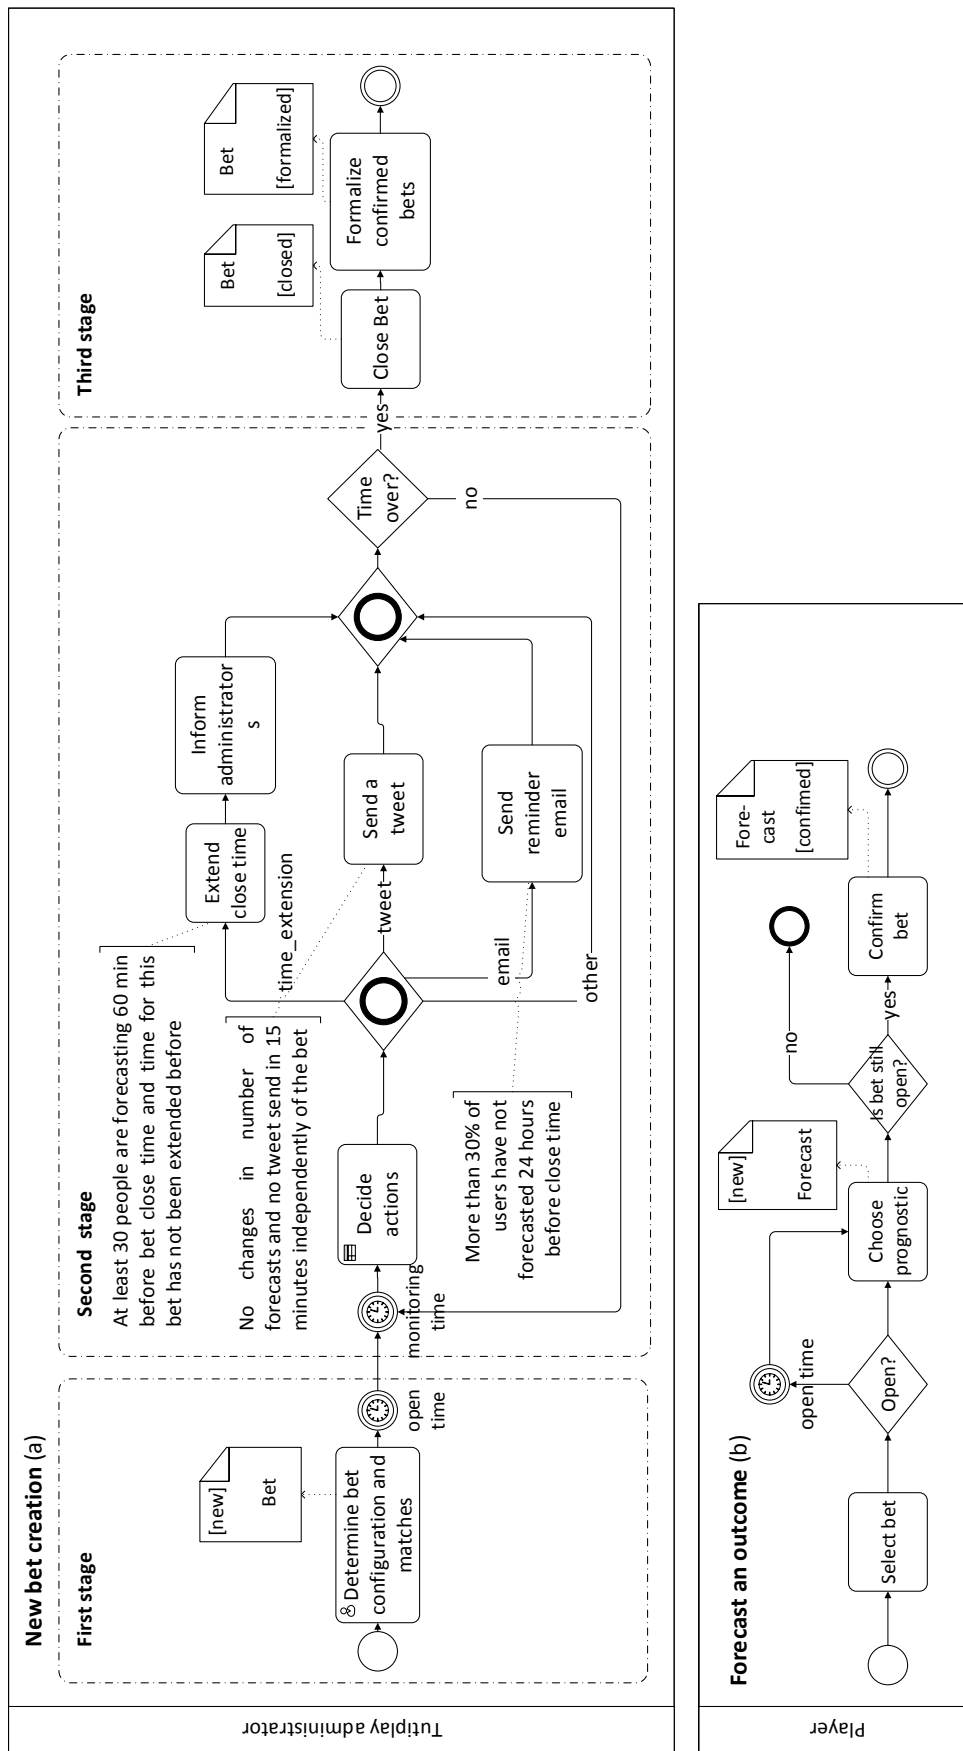 New bet creation (a)
Tutiplay administrator
First stage
[new]
Bet
Determine bet
configuration and
matches
open
time
Second stage
At least 30 people are forecasting 60 min
before bet close time and time for this
bet has not been extended before
No changes in number of
forecasts and no tweet send in 15
minutes independently of the bet
More than 30% of
users have not
forecasted 24 hours
before close time
monitoring
time
Decide
actions
time_extension
tweet
email
other
Extend
close time
Inform
administrator
s
Send a
tweet
Send
reminder
email
Time
over?
yes
no
Third stage
Bet
[closed]
Bet
[formalized]
Close Bet
Formalize
confirmed
bets
Forecast an outcome (b)
Player
Select bet
Open?
open time
[new]
Forecast
Choose
prognostic
Is bet still
open?
no
yes
Fore-
cast
[confimed]
Confirm
bet